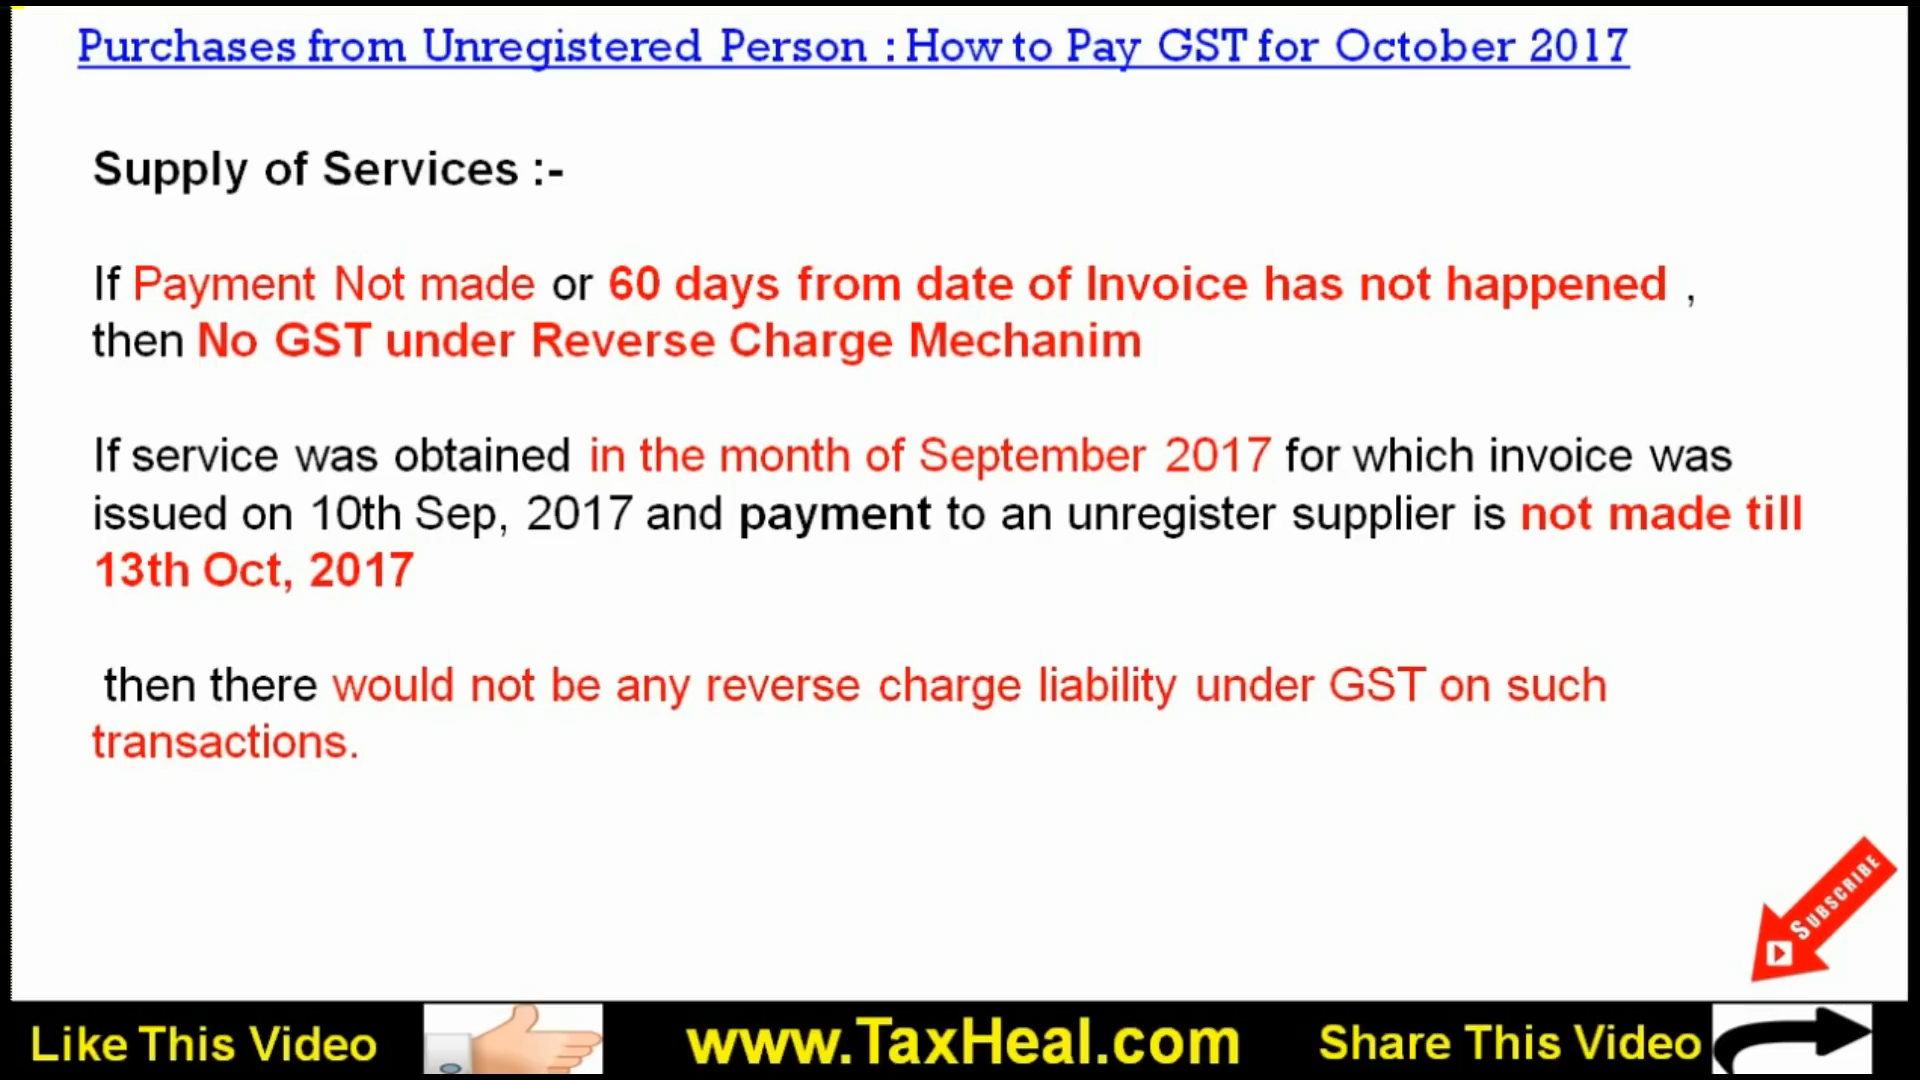 Purchases from Unregistered Person : How to Pay GST for October 2017
Supply of Services :-
If Payment Not made or 60 days from date of Invoice has not happened ,
then No GST under Reverse Charge Mechanim
If service was obtained in the month of September 2017 for which invoice was
issued on 10th Sep, 2017 and payment to an unregister supplier is not made till
13th Oct, 2017
then there would not be any reverse charge liability under GST on such
transactions.
SUBSCRIBE
Like This Video
www.TaxHeal.com
Share This Video